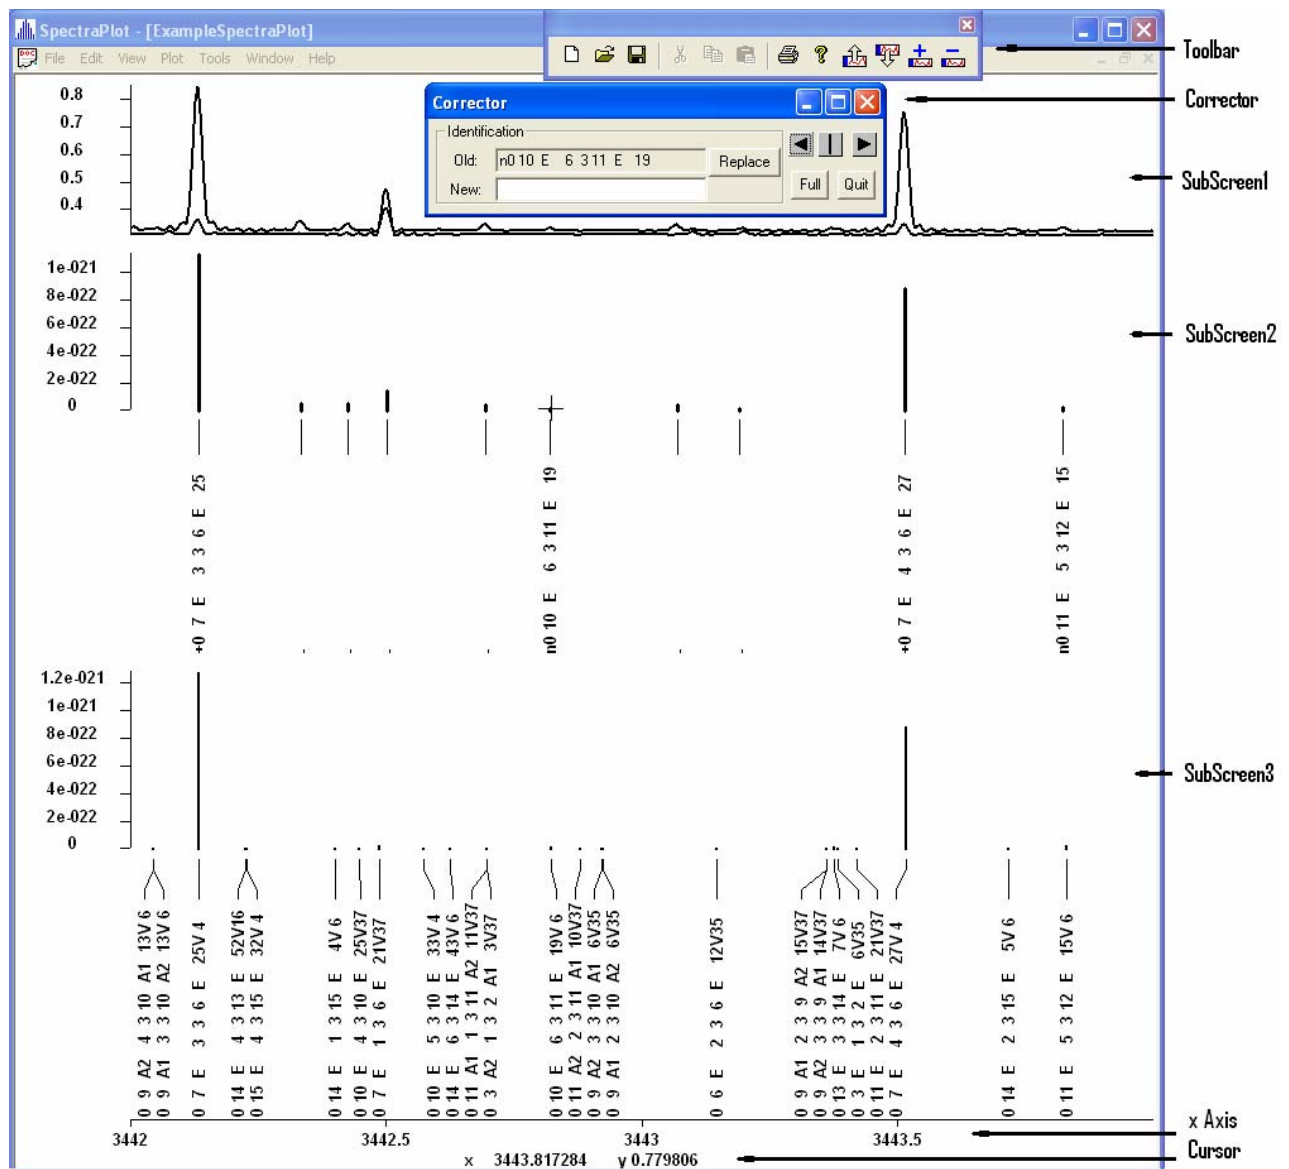 SpectraPlot - [ExampleSpectraPlot]
File Edit View Plot Tools Window Help
Toolbar
Corrector
Identification
Old: n0 10 E 6 3 11 E 19
Replace
New:
Full Quit
Corrector
0.8
0.7
0.6
0.5
0.4
SubScreen1
1e-021
8e-022
6e-022
4e-022
2e-022
0
SubScreen2
+0 7 E 3 3 6 E 25
n0 10 E 6 3 11 E 19
+0 7 E 4 3 6 E 27
n0 11 E 5 3 12 E 15
1.2e-021
1e-021
8e-022
6e-022
4e-022
2e-022
0
SubScreen3
0 9 A2 4 3 10 A1 13V 6
0 9 A1 3 3 10 A2 13V 6
0 7 E 3 3 6 E 25V 4
0 14 E 4 3 13 E 52V16
0 15 E 4 3 15 E 32V 4
0 14 E 1 3 15 E 4V 6
0 10 E 4 3 10 E 25V37
0 7 E 1 3 6 E 21V37
0 10 E 5 3 10 E 33V 4
0 14 E 6 3 14 E 43V 6
0 11 A1 1 3 11 A2 11V37
0 3 A2 1 3 2 A1 3V37
0 10 E 6 3 11 E 19V 6
0 11 A2 2 3 11 A1 10V37
0 9 A2 3 3 10 A1 6V35
0 9 A1 2 3 10 A2 6V35
0 6 E 2 3 6 E 12V35
0 9 A1 2 3 9 A2 15V37
0 9 A2 3 3 9 A1 14V37
0 13 E 3 3 14 E 7V 6
0 3 E 1 3 2 E 6V35
0 11 E 2 3 11 E 21V37
0 7 E 4 3 6 E 27V 4
0 14 E 2 3 15 E 5V 6
0 11 E 5 3 12 E 15V 6
3442 3442.5 3443 3443.5
x Axis
x 3443.817284 y 0.779806
Cursor